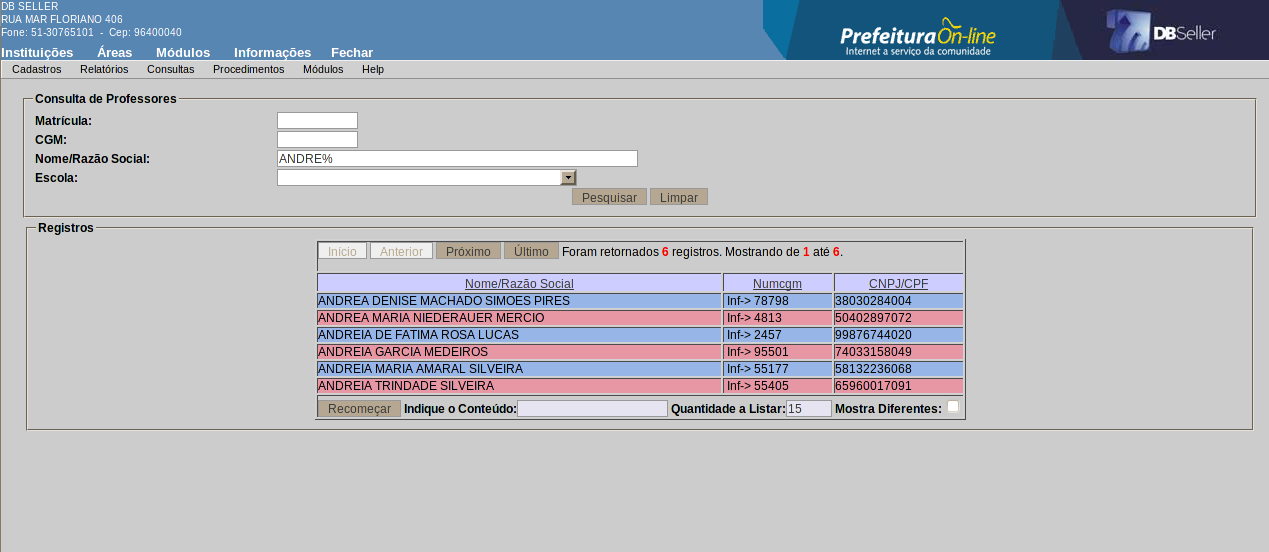 DB SELLER
RUA MAR FLORIANO 406
Fone: 51-30765101 - Cep: 96400040
Instituições Áreas Módulos Informações Fechar
Prefeitura On-line
Internet a serviço da comunidade
DBSeller
Cadastros Relatórios Consultas Procedimentos Módulos Help
Consulta de Professores
Matrícula:
CGM:
Nome/Razão Social: ANDRE%
Escola:
Pesquisar Limpar
Registros
Início Anterior Próximo Último Foram retornados 6 registros. Mostrando de 1 até 6.
Nome/Razão Social Numcgm CNPJ/CPF
ANDREA DENISE MACHADO SIMOES PIRES Inf-> 78798 38030284004
ANDREA MARIA NIEDERAUER MERCIO Inf-> 4813 50402897072
ANDREIA DE FATIMA ROSA LUCAS Inf-> 2457 99876744020
ANDREIA GARCIA MEDEIROS Inf-> 95501 74033158049
ANDREIA MARIA AMARAL SILVEIRA Inf-> 55177 58132236068
ANDREIA TRINDADE SILVEIRA Inf-> 55405 65960017091
Recomeçar Indique o Conteúdo: Quantidade a Listar: 15 Mostra Diferentes: